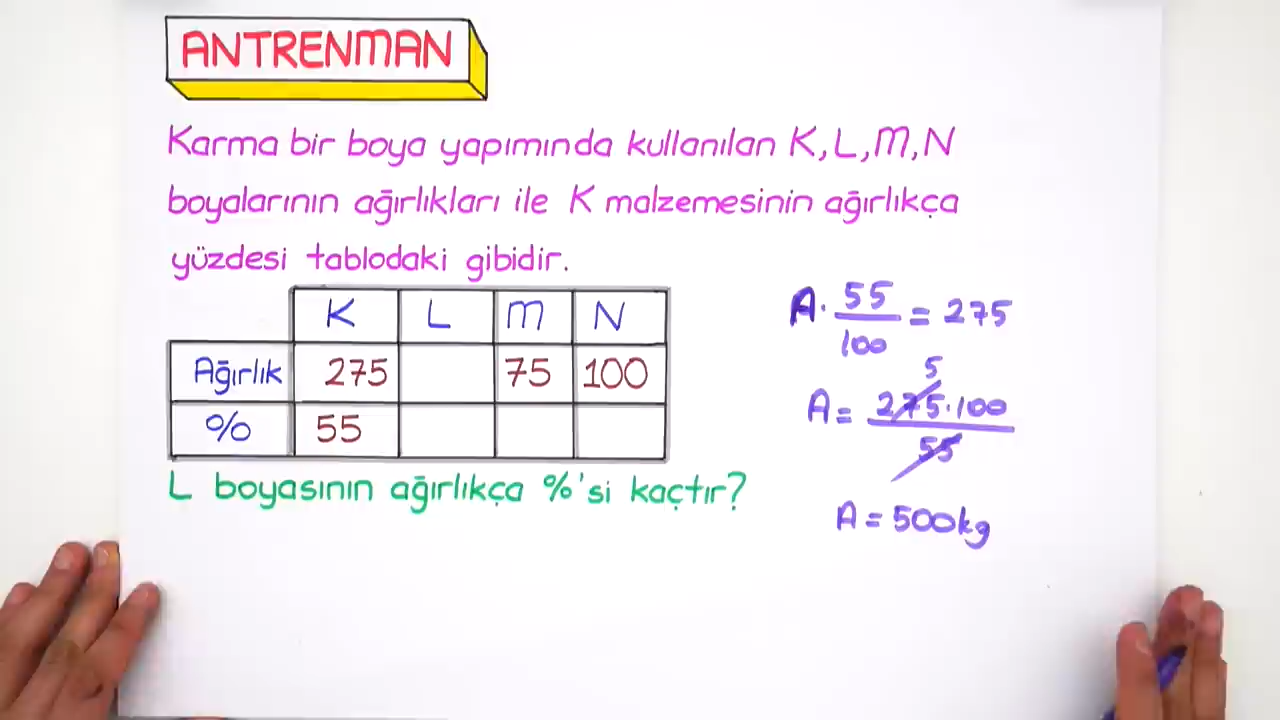 ANTRENMAN
Karma bir boya yapımında kullanılan K, L, M, N
boyalarının ağırlıkları ile K malzemesinin ağırlıkça
yüzdesi tablodaki gibidir.
K L M N
Ağırlık 275 75 100
% 55
L boyasının ağırlıkça %'si kaçtır?
A · 55/100 = 275
5
A = 275·100/55
A = 500kg